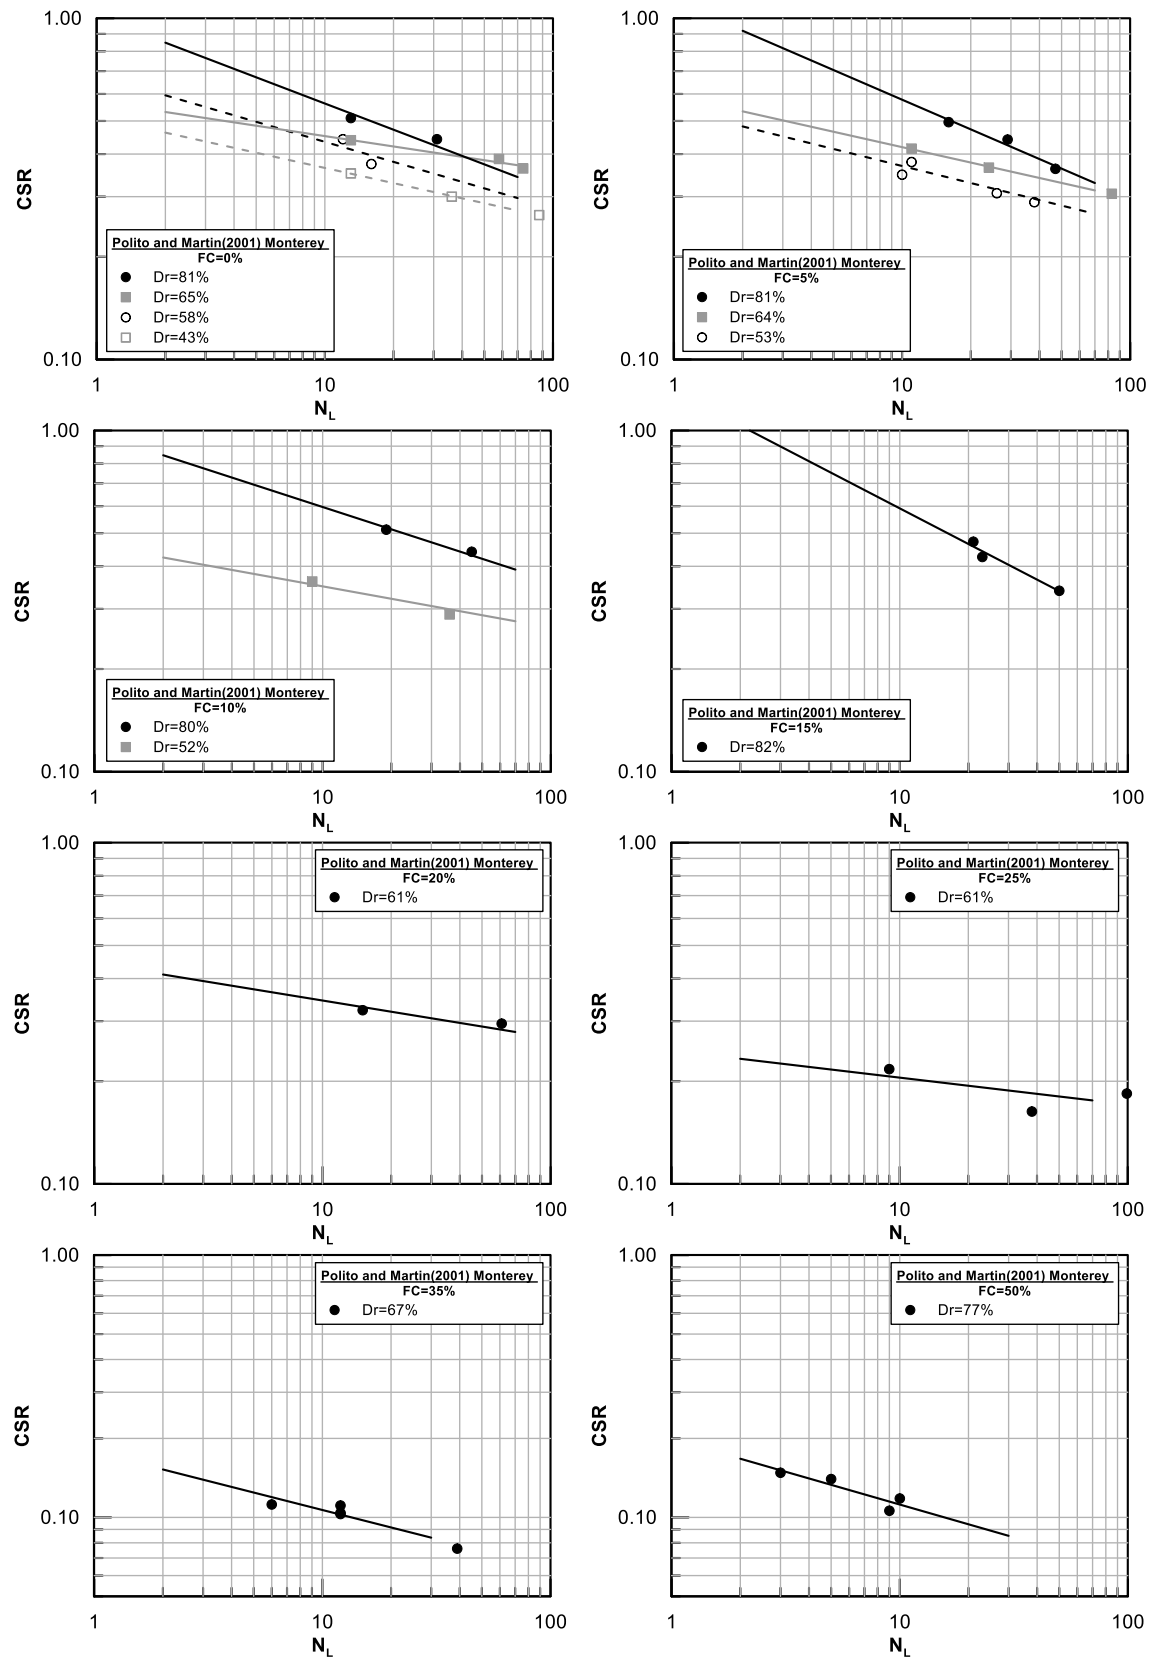 1.00
CSR
Polito and Martin(2001) Monterey
FC=0%
Dr=81%
Dr=65%
Dr=58%
Dr=43%
0.10
1 10 100
NL
1.00
CSR
Polito and Martin(2001) Monterey
FC=5%
Dr=81%
Dr=64%
Dr=53%
0.10
1 10 100
NL
1.00
CSR
Polito and Martin(2001) Monterey
FC=10%
Dr=80%
Dr=52%
0.10
1 10 100
NL
1.00
CSR
Polito and Martin(2001) Monterey
FC=15%
Dr=82%
0.10
1 10 100
NL
1.00
Polito and Martin(2001) Monterey
FC=20%
Dr=61%
CSR
0.10
1 10 100
NL
1.00
Polito and Martin(2001) Monterey
FC=25%
Dr=61%
CSR
0.10
1 10 100
NL
1.00
Polito and Martin(2001) Monterey
FC=35%
Dr=67%
CSR
0.10
1 10 100
NL
1.00
Polito and Martin(2001) Monterey
FC=50%
Dr=77%
CSR
0.10
1 10 100
NL